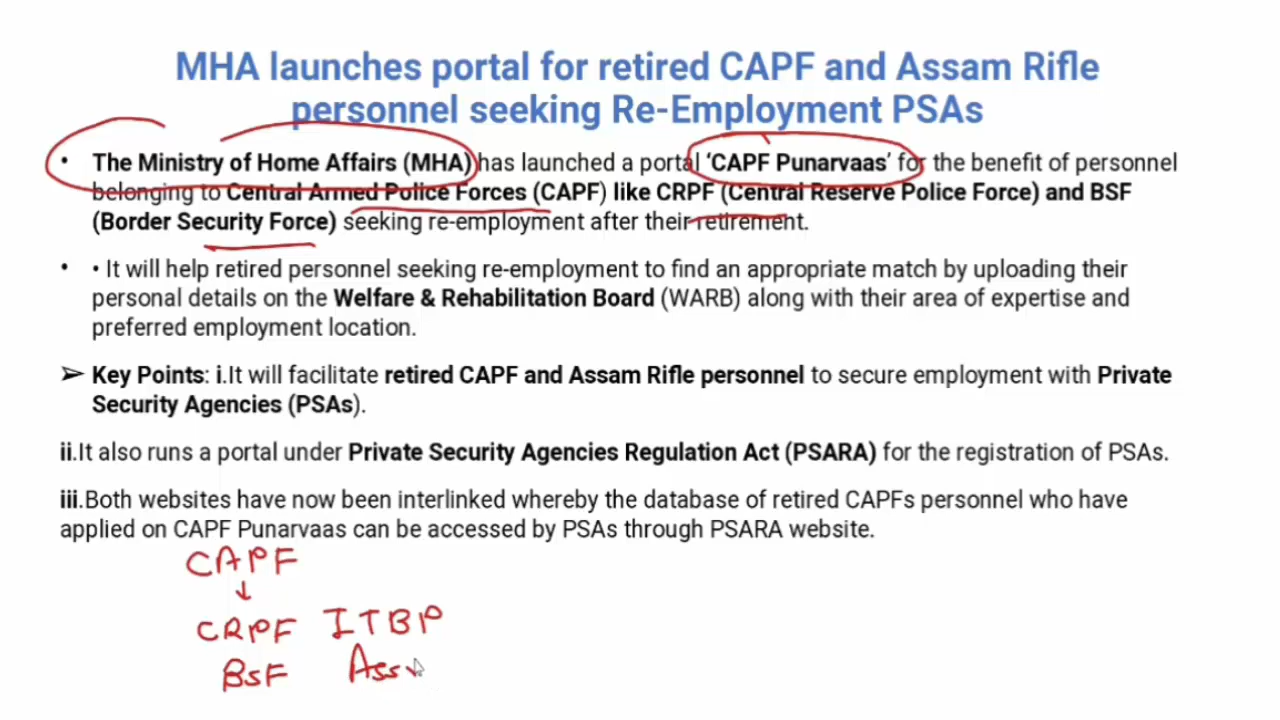 MHA launches portal for retired CAPF and Assam Rifle
personnel seeking Re-Employment PSAs
• The Ministry of Home Affairs (MHA) has launched a portal ‘CAPF Punarvaas’ for the benefit of personnel
belonging to Central Armed Police Forces (CAPF) like CRPF (Central Reserve Police Force) and BSF
(Border Security Force) seeking re-employment after their retirement.
• • It will help retired personnel seeking re-employment to find an appropriate match by uploading their
personal details on the Welfare & Rehabilitation Board (WARB) along with their area of expertise and
preferred employment location.
➢ Key Points: i.It will facilitate retired CAPF and Assam Rifle personnel to secure employment with Private
Security Agencies (PSAs).
ii.It also runs a portal under Private Security Agencies Regulation Act (PSARA) for the registration of PSAs.
iii.Both websites have now been interlinked whereby the database of retired CAPFs personnel who have
applied on CAPF Punarvaas can be accessed by PSAs through PSARA website.
CAPF
↓
CRPF ITBP
BSF Ass